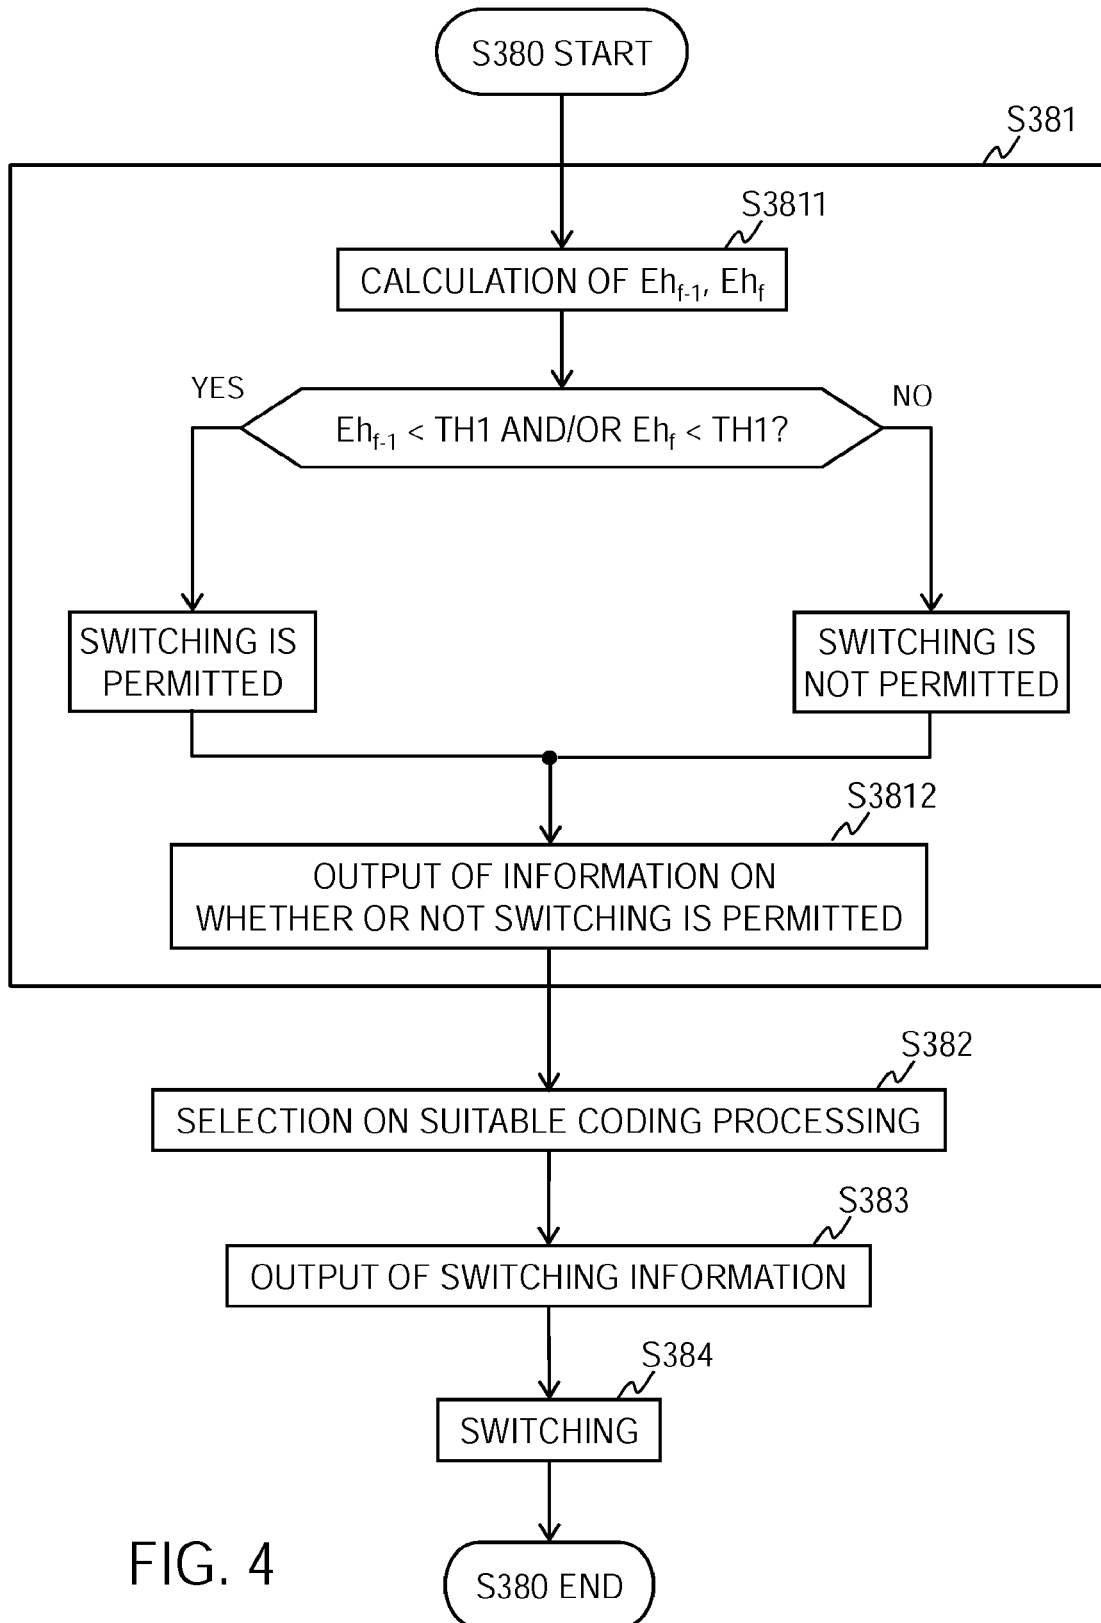 S380 START
S381
S3811
CALCULATION OF Eh_{f-1}, Eh_f
YES
NO
Eh_{f-1} < TH1 AND/OR Eh_f < TH1?
SWITCHING IS
PERMITTED
SWITCHING IS
NOT PERMITTED
S3812
OUTPUT OF INFORMATION ON
WHETHER OR NOT SWITCHING IS PERMITTED
S382
SELECTION ON SUITABLE CODING PROCESSING
S383
OUTPUT OF SWITCHING INFORMATION
S384
SWITCHING
FIG. 4
S380 END